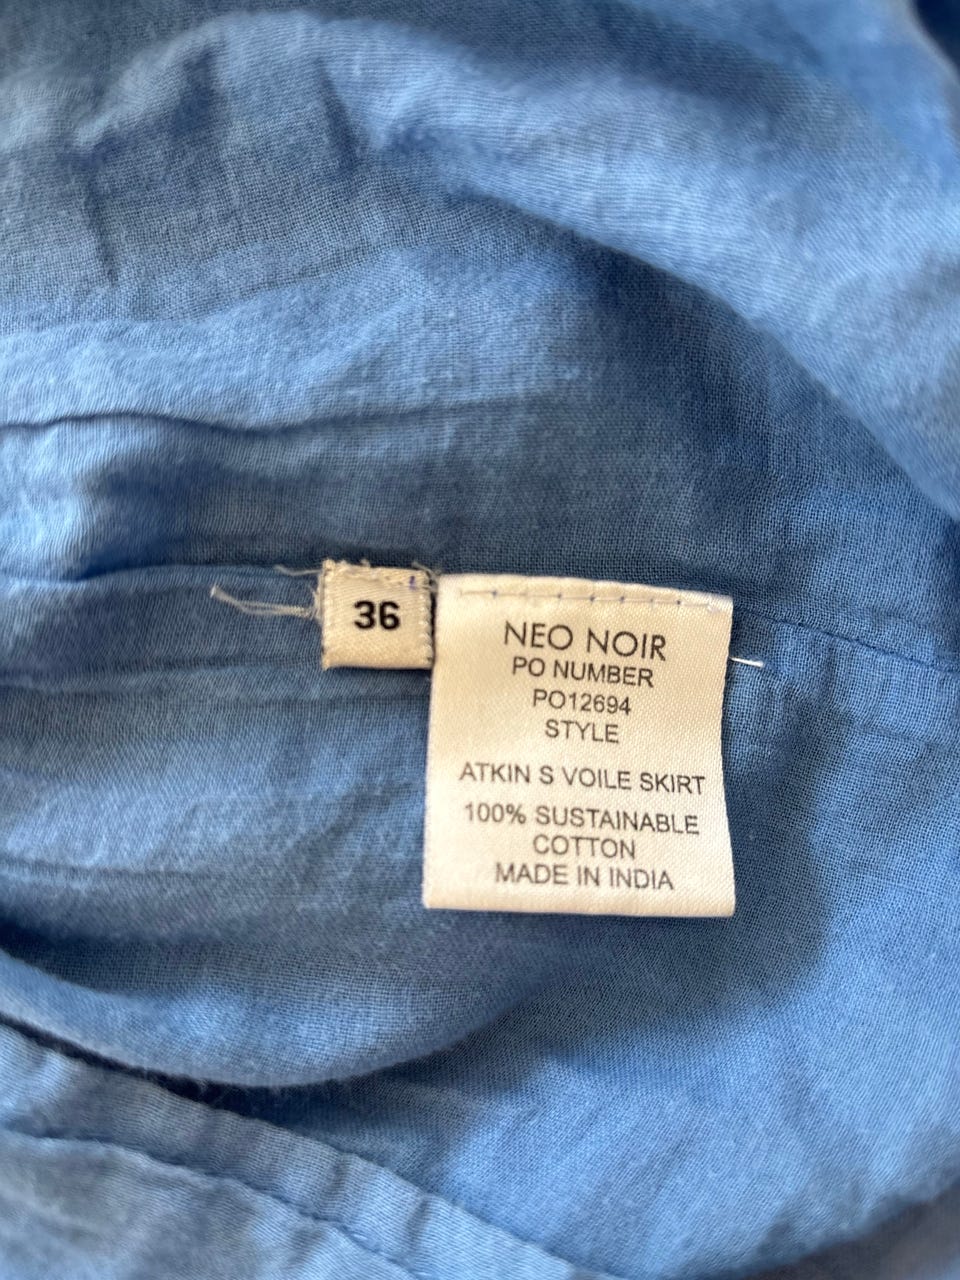 36
NEO NOIR
PO NUMBER
PO12694
STYLE
ATKIN S VOILE SKIRT
100% SUSTAINABLE
COTTON
MADE IN INDIA